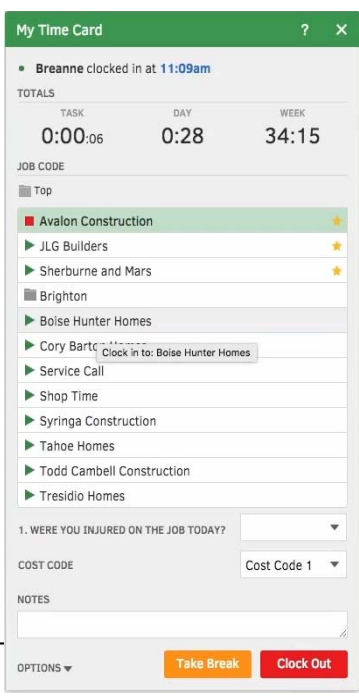 My Time Card ? ×
Breanne clocked in at 11:09am
TOTALS
TASK DAY WEEK
0:00:06 0:28 34:15
JOB CODE
Top
Avalon Construction
JLG Builders
Sherburne and Mars
Brighton
Boise Hunter Homes
Cory Barton Homes
Clock in to: Boise Hunter Homes
Service Call
Shop Time
Syringa Construction
Tahoe Homes
Todd Cambell Construction
Tresidio Homes
1. WERE YOU INJURED ON THE JOB TODAY?
COST CODE Cost Code 1
NOTES
OPTIONS Take Break Clock Out